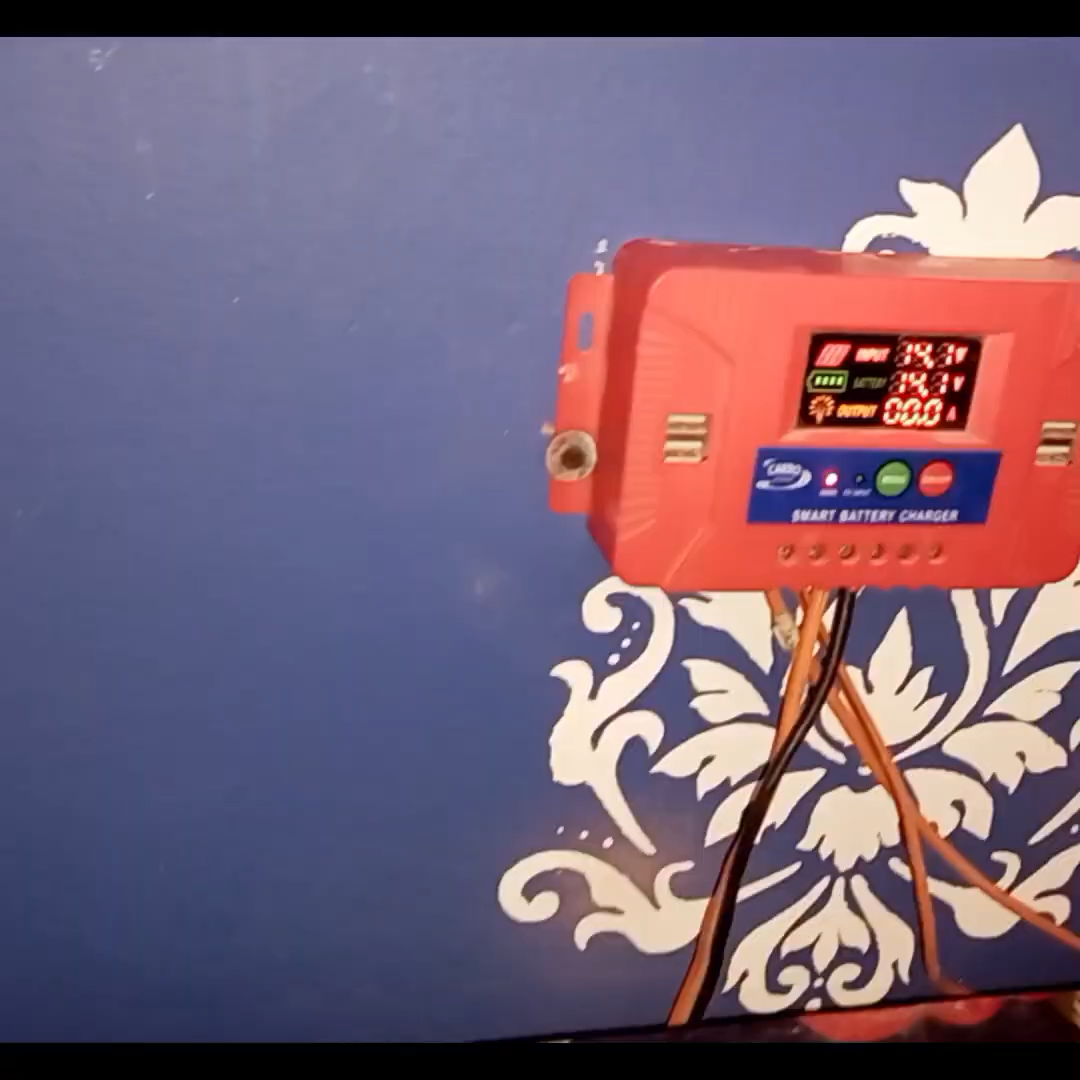 INPUT 14.1 V
BATTERY 14.1 V
OUTPUT 00.0 A
SMART BATTERY CHARGER